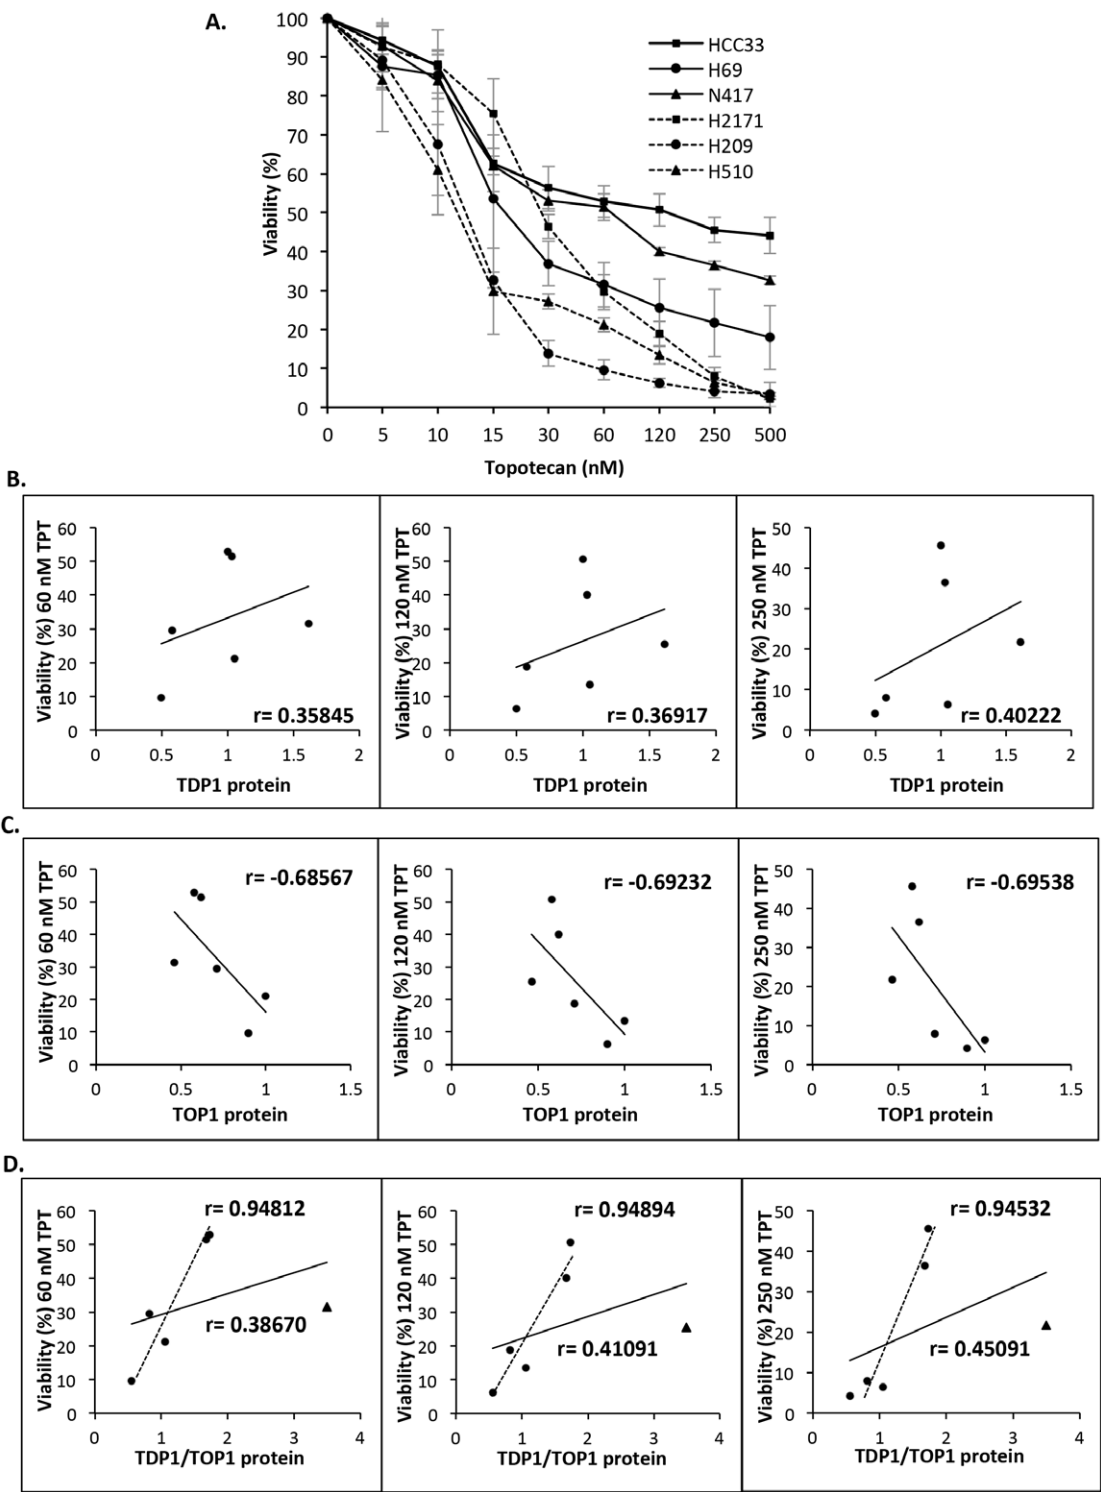 A.
100
90
80
70
60
50
40
30
20
10
0
Viability (%)
HCC33
H69
N417
H2171
H209
H510
0 5 10 15 30 60 120 250 500
Topotecan (nM)
B.
Viability (%) 60 nM TPT
60
50
40
30
20
10
0
r= 0.35845
0 0.5 1 1.5 2
TDP1 protein
Viability (%) 120 nM TPT
60
50
40
30
20
10
0
r= 0.36917
0 0.5 1 1.5 2
TDP1 protein
Viability (%) 250 nM TPT
50
40
30
20
10
0
r= 0.40222
0 0.5 1 1.5 2
TDP1 protein
C.
Viability (%) 60 nM TPT
60
50
40
30
20
10
0
r= -0.68567
0 0.5 1 1.5
TOP1 protein
Viability (%) 120 nM TPT
60
50
40
30
20
10
0
r= -0.69232
0 0.5 1 1.5
TOP1 protein
Viability (%) 250 nM TPT
50
40
30
20
10
0
r= -0.69538
0 0.5 1 1.5
TOP1 protein
D.
Viability (%) 60 nM TPT
60
50
40
30
20
10
0
r= 0.94812
r= 0.38670
0 1 2 3 4
TDP1/TOP1 protein
Viability (%) 120 nM TPT
60
50
40
30
20
10
0
r= 0.94894
r= 0.41091
0 1 2 3 4
TDP1/TOP1 protein
Viability (%) 250 nM TPT
50
40
30
20
10
0
r= 0.94532
r= 0.45091
0 1 2 3 4
TDP1/TOP1 protein